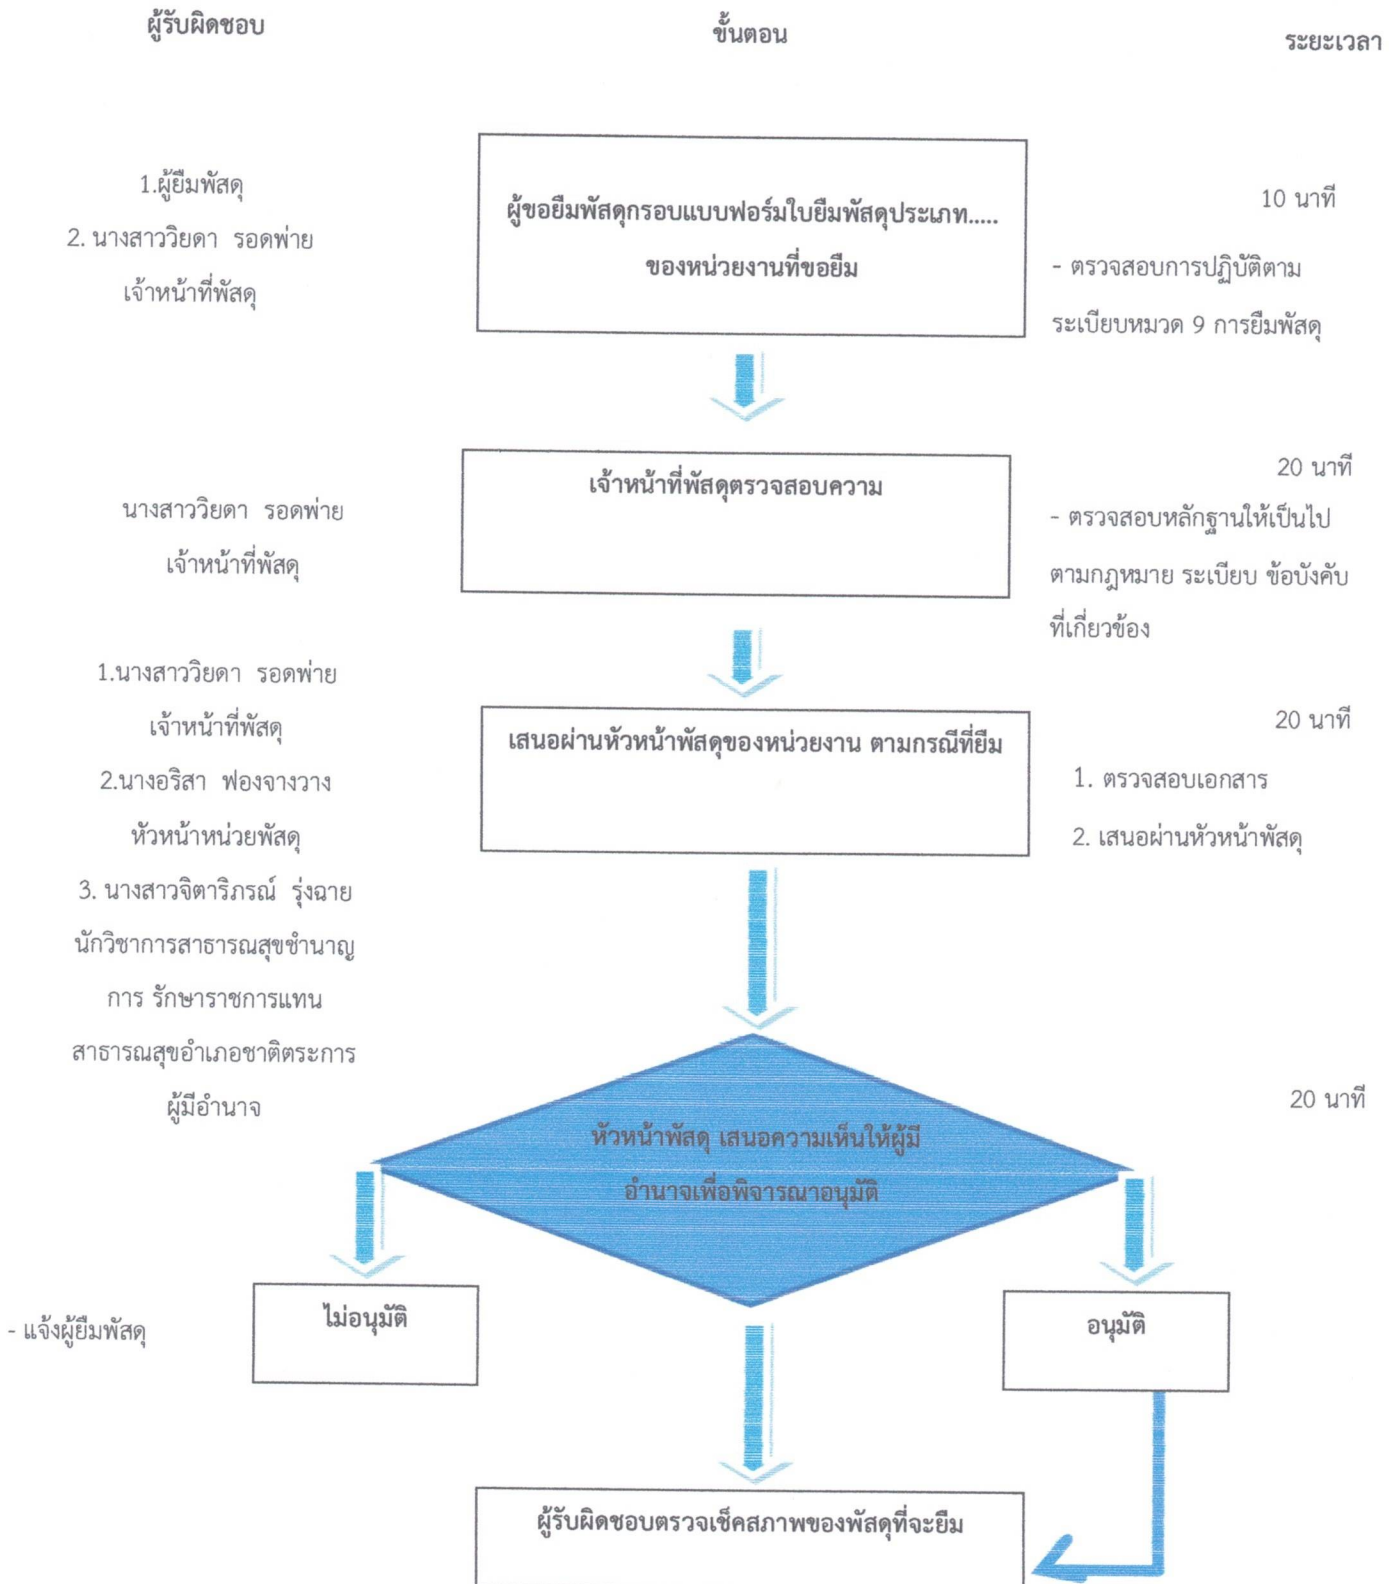 ผู้รับผิดชอบ
ขั้นตอน
ระยะเวลา
1.ผู้ยืมพัสดุ
2. นางสาววิยดา รอดพ่าย
เจ้าหน้าที่พัสดุ
ผู้ขอยืมพัสดุกรอบแบบฟอร์มใบยืมพัสดุประเภท.....
ของหน่วยงานที่ขอยืม
10 นาที
- ตรวจสอบการปฏิบัติตาม
ระเบียบหมวด 9 การยืมพัสดุ
นางสาววิยดา รอดพ่าย
เจ้าหน้าที่พัสดุ
เจ้าหน้าที่พัสดุตรวจสอบความ
20 นาที
- ตรวจสอบหลักฐานให้เป็นไป
ตามกฎหมาย ระเบียบ ข้อบังคับ
ที่เกี่ยวข้อง
1.นางสาววิยดา รอดพ่าย
เจ้าหน้าที่พัสดุ
2.นางอริสา ฟองจางวาง
หัวหน้าหน่วยพัสดุ
3. นางสาวจิตาริภรณ์ รุ่งฉาย
นักวิชาการสาธารณสุขชำนาญ
การ รักษาราชการแทน
สาธารณสุขอำเภอชาติตระการ
ผู้มีอำนาจ
เสนอผ่านหัวหน้าพัสดุของหน่วยงาน ตามกรณีที่ยืม
20 นาที
1. ตรวจสอบเอกสาร
2. เสนอผ่านหัวหน้าพัสดุ
หัวหน้าพัสดุ เสนอความเห็นให้ผู้มี
อำนาจเพื่อพิจารณาอนุมัติ
20 นาที
- แจ้งผู้ยืมพัสดุ
ไม่อนุมัติ
อนุมัติ
ผู้รับผิดชอบตรวจเช็คสภาพของพัสดุที่จะยืม